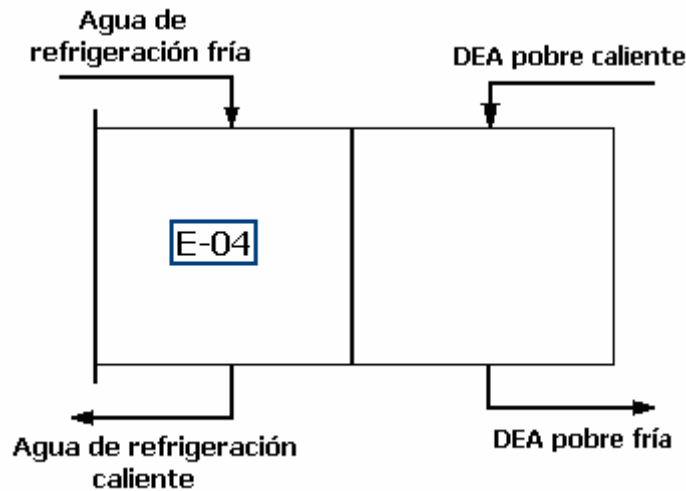 Agua de
refrigeración fría
DEA pobre caliente
E-04
Agua de refrigeración
caliente
DEA pobre fría